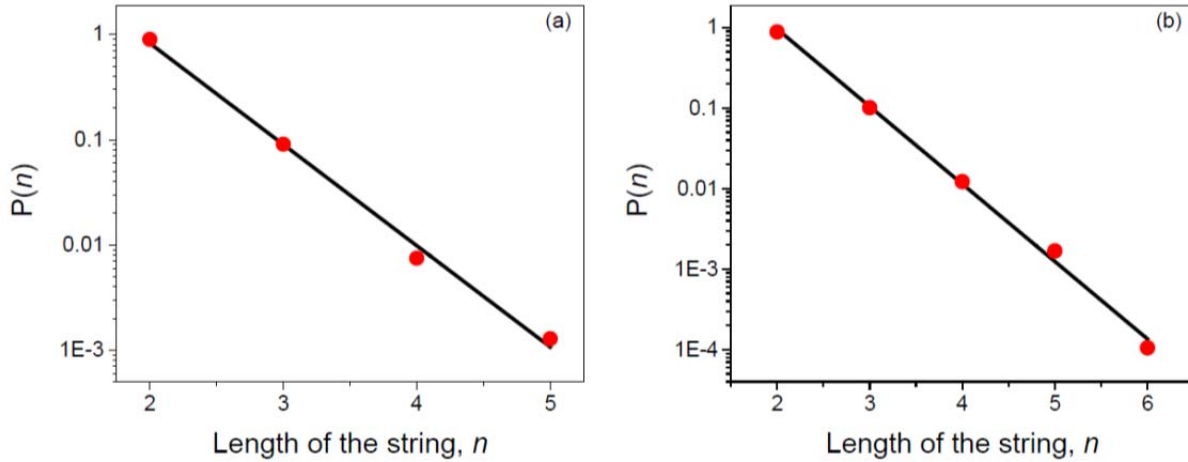 (a)
1
0.1
0.01
1E-3
P(n)
2 3 4 5
Length of the string, n
(b)
1
0.1
0.01
1E-3
1E-4
P(n)
2 3 4 5 6
Length of the string, n